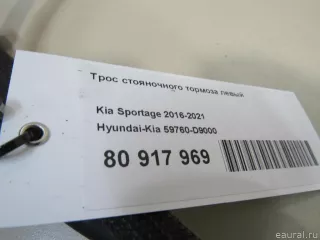 Трос стояночного тормоза левый
Kia Sportage 2016-2021
Hyundai-Kia 59760-D9000
80 917 969
eaural.ru